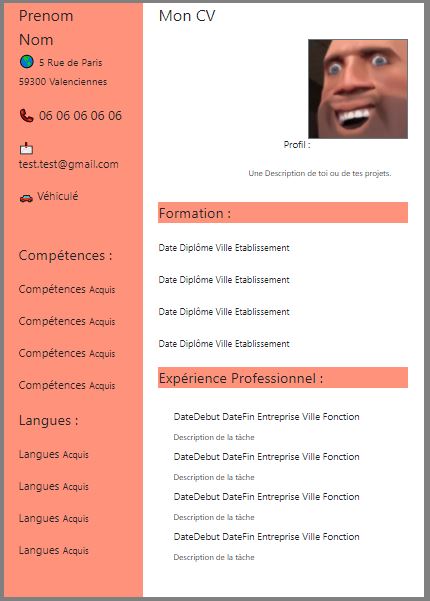 Prenom
Nom
5 Rue de Paris
59300 Valenciennes
06 06 06 06 06
test.test@gmail.com
Véhiculé
Compétences :
Compétences Acquis
Compétences Acquis
Compétences Acquis
Compétences Acquis
Langues :
Langues Acquis
Langues Acquis
Langues Acquis
Langues Acquis
Mon CV
Profil :
Une Description de toi ou de tes projets.
Formation :
Date Diplôme Ville Etablissement
Date Diplôme Ville Etablissement
Date Diplôme Ville Etablissement
Date Diplôme Ville Etablissement
Expérience Professionnel :
DateDebut DateFin Entreprise Ville Fonction
Description de la tâche
DateDebut DateFin Entreprise Ville Fonction
Description de la tâche
DateDebut DateFin Entreprise Ville Fonction
Description de la tâche
DateDebut DateFin Entreprise Ville Fonction
Description de la tâche